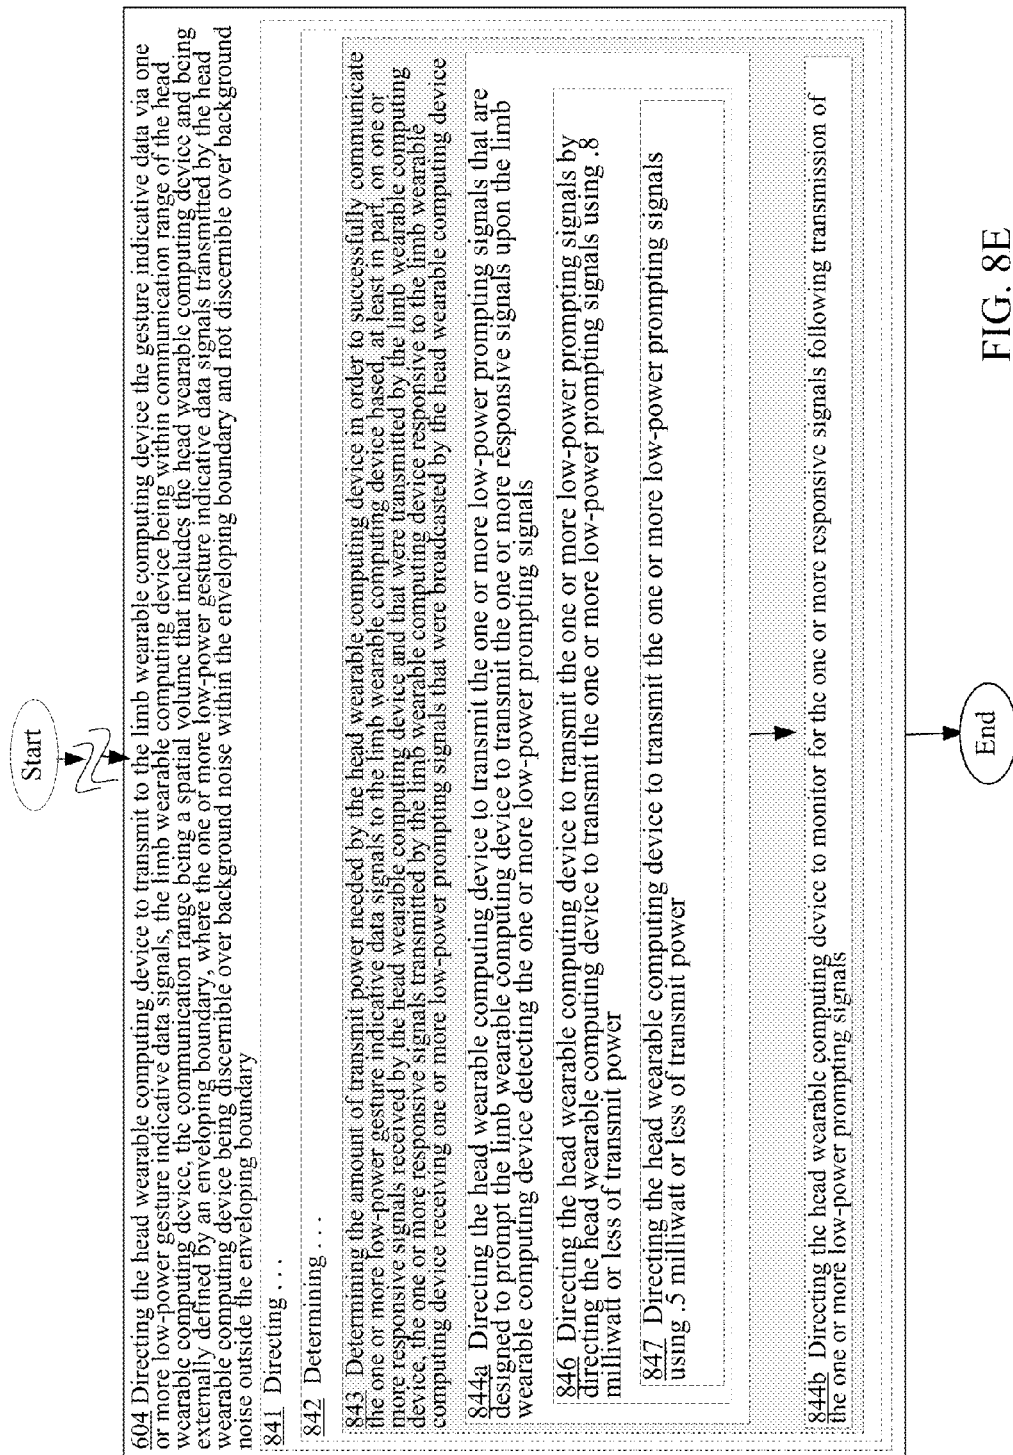 Start
604 Directing the head wearable computing device to transmit to the limb wearable computing device the gesture indicative data via one
or more low-power gesture indicative data signals, the limb wearable computing device being within communication range of the head
wearable computing device, the communication range being a spatial volume that includes the head wearable computing device and being
externally defined by an enveloping boundary, where the one or more low-power gesture indicative data signals transmitted by the head
wearable computing device being discernible over background noise within the enveloping boundary and not discernible over background
noise outside the enveloping boundary
841 Directing . . .
842 Determining . . .
843 Determining the amount of transmit power needed by the head wearable computing device in order to successfully communicate
the one or more low-power gesture indicative data signals to the limb wearable computing device based, at least in part, on one or
more responsive signals received by the head wearable computing device and that were transmitted by the limb wearable computing
device, the one or more responsive signals transmitted by the limb wearable computing device responsive to the limb wearable
computing device receiving one or more low-power prompting signals that were broadcasted by the head wearable computing device
844a Directing the head wearable computing device to transmit the one or more low-power prompting signals that are
designed to prompt the limb wearable computing device to transmit the one or more responsive signals upon the limb
wearable computing device detecting the one or more low-power prompting signals
846 Directing the head wearable computing device to transmit the one or more low-power prompting signals by
directing the head wearable computing device to transmit the one or more low-power prompting signals using .8
milliwatt or less of transmit power
847 Directing the head wearable computing device to transmit the one or more low-power prompting signals
using .5 milliwatt or less of transmit power
844b Directing the head wearable computing device to monitor for the one or more responsive signals following transmission of
the one or more low-power prompting signals
End
FIG. 8E